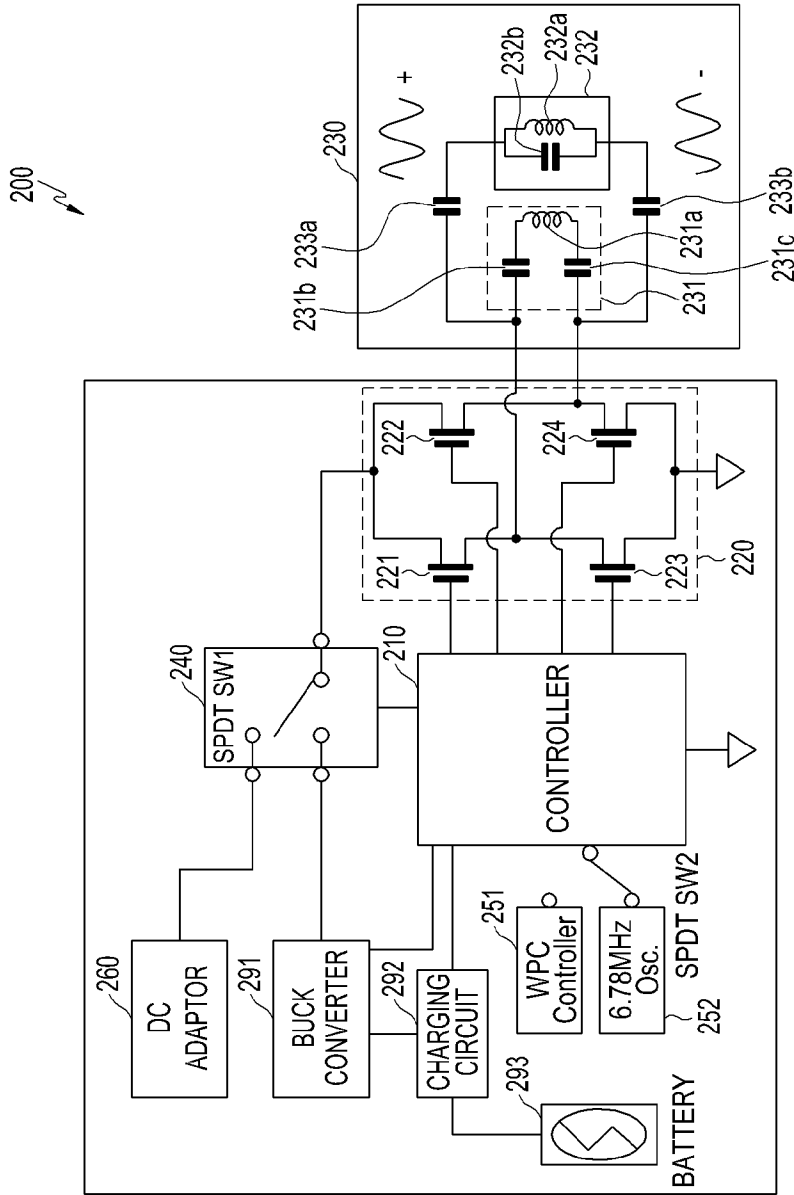 200
230
233a
231b
232b
232a
232
+
-
231a
231c
231
233b
222
221
224
223
220
240
SPDT SW1
210
CONTROLLER
260
DC
ADAPTOR
291
BUCK
CONVERTER
292
CHARGING
CIRCUIT
251
WPC
Controller
6.78MHz
Osc.
252
SPDT SW2
293
BATTERY